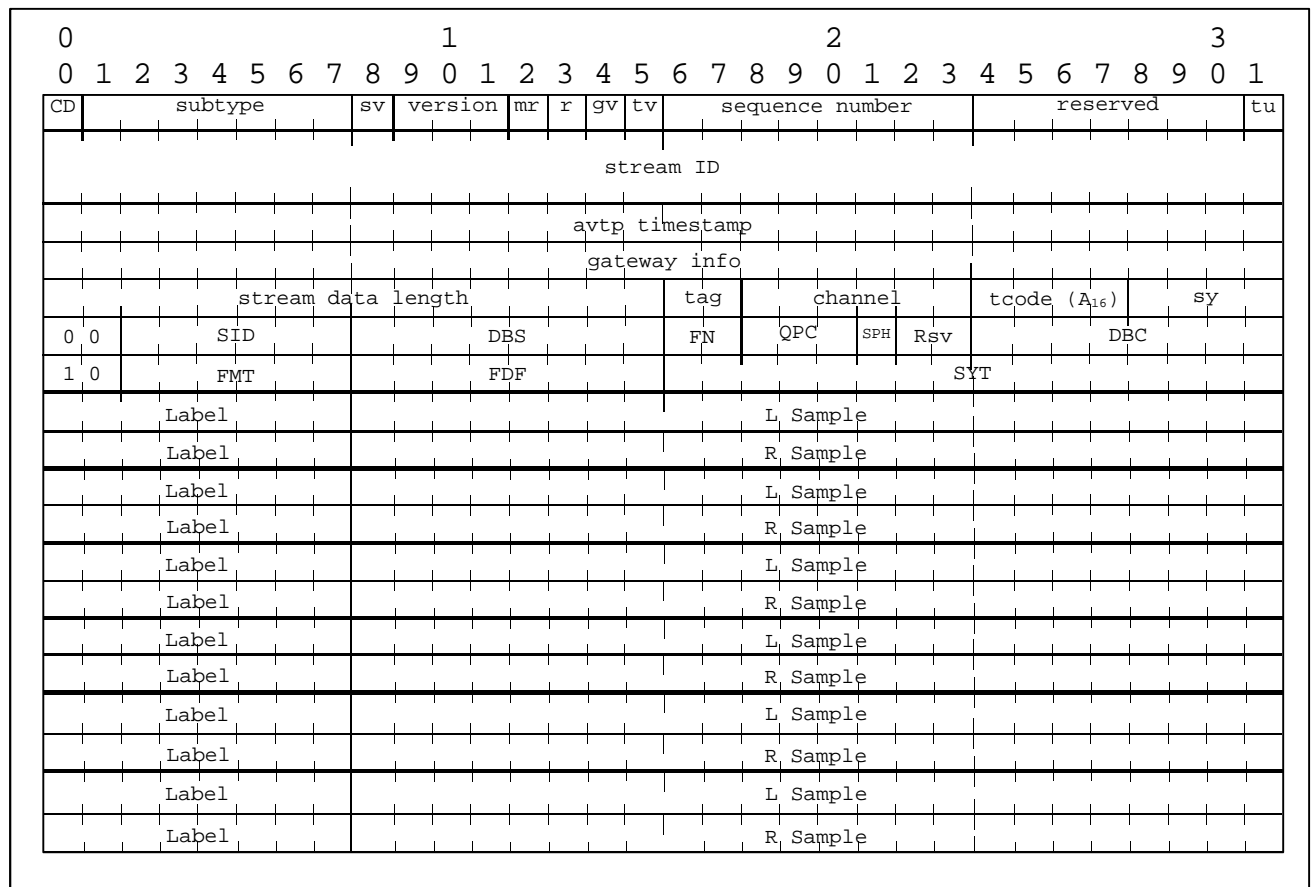 0 1 2 3
0 1 2 3 4 5 6 7 8 9 0 1 2 3 4 5 6 7 8 9 0 1 2 3 4 5 6 7 8 9 0 1
CD subtype sv version mr r gv tv sequence number reserved tu
stream ID
avtp timestamp
gateway info
stream data length tag channel tcode (A16) sy
0 0 SID DBS FN QPC SPH Rsv DBC
1 0 FMT FDF SYT
Label L Sample
Label R Sample
Label L Sample
Label R Sample
Label L Sample
Label R Sample
Label L Sample
Label R Sample
Label L Sample
Label R Sample
Label L Sample
Label R Sample